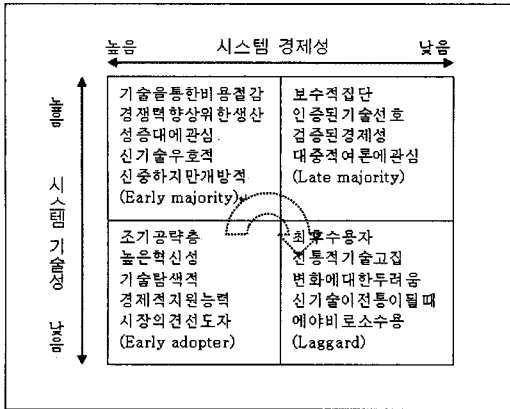 높음 시스템 경제성 낮음
높음
시스템 기술성
낮음
기술을통한비용절감
경쟁력향상위한생산
성증대에관심
신기술우호적
신중하지만개방적
(Early majority)
보수적집단
인증된기술선호
검증된경제성
대중적여론에관심
(Late majority)
조기공략층
높은혁신성
기술탐색적
경제적지원능력
시장의견선도자
(Early adopter)
최후수용자
전통적기술고집
변화에대한두려움
신기술이전통이될때
에야비로소수용
(Laggard)